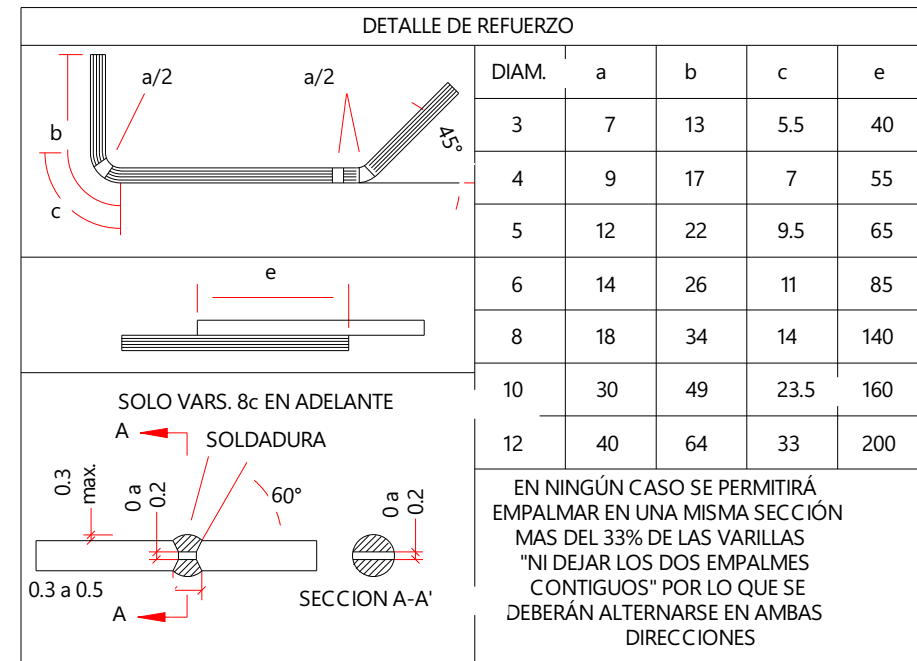 DETALLE DE REFUERZO
a/2
a/2
b
c
45°
e
SOLO VARS. 8c EN ADELANTE
A
SOLDADURA
0.3
max.
0 a
0.2
60°
0 a
0.2
0.3 a 0.5
A
SECCION A-A'
DIAM. a b c e
3 7 13 5.5 40
4 9 17 7 55
5 12 22 9.5 65
6 14 26 11 85
8 18 34 14 140
10 30 49 23.5 160
12 40 64 33 200
EN NINGÚN CASO SE PERMITIRÁ
EMPALMAR EN UNA MISMA SECCIÓN
MAS DEL 33% DE LAS VARILLAS
"NI DEJAR LOS DOS EMPALMES
CONTIGUOS" POR LO QUE SE
DEBERÁN ALTERNARSE EN AMBAS
DIRECCIONES